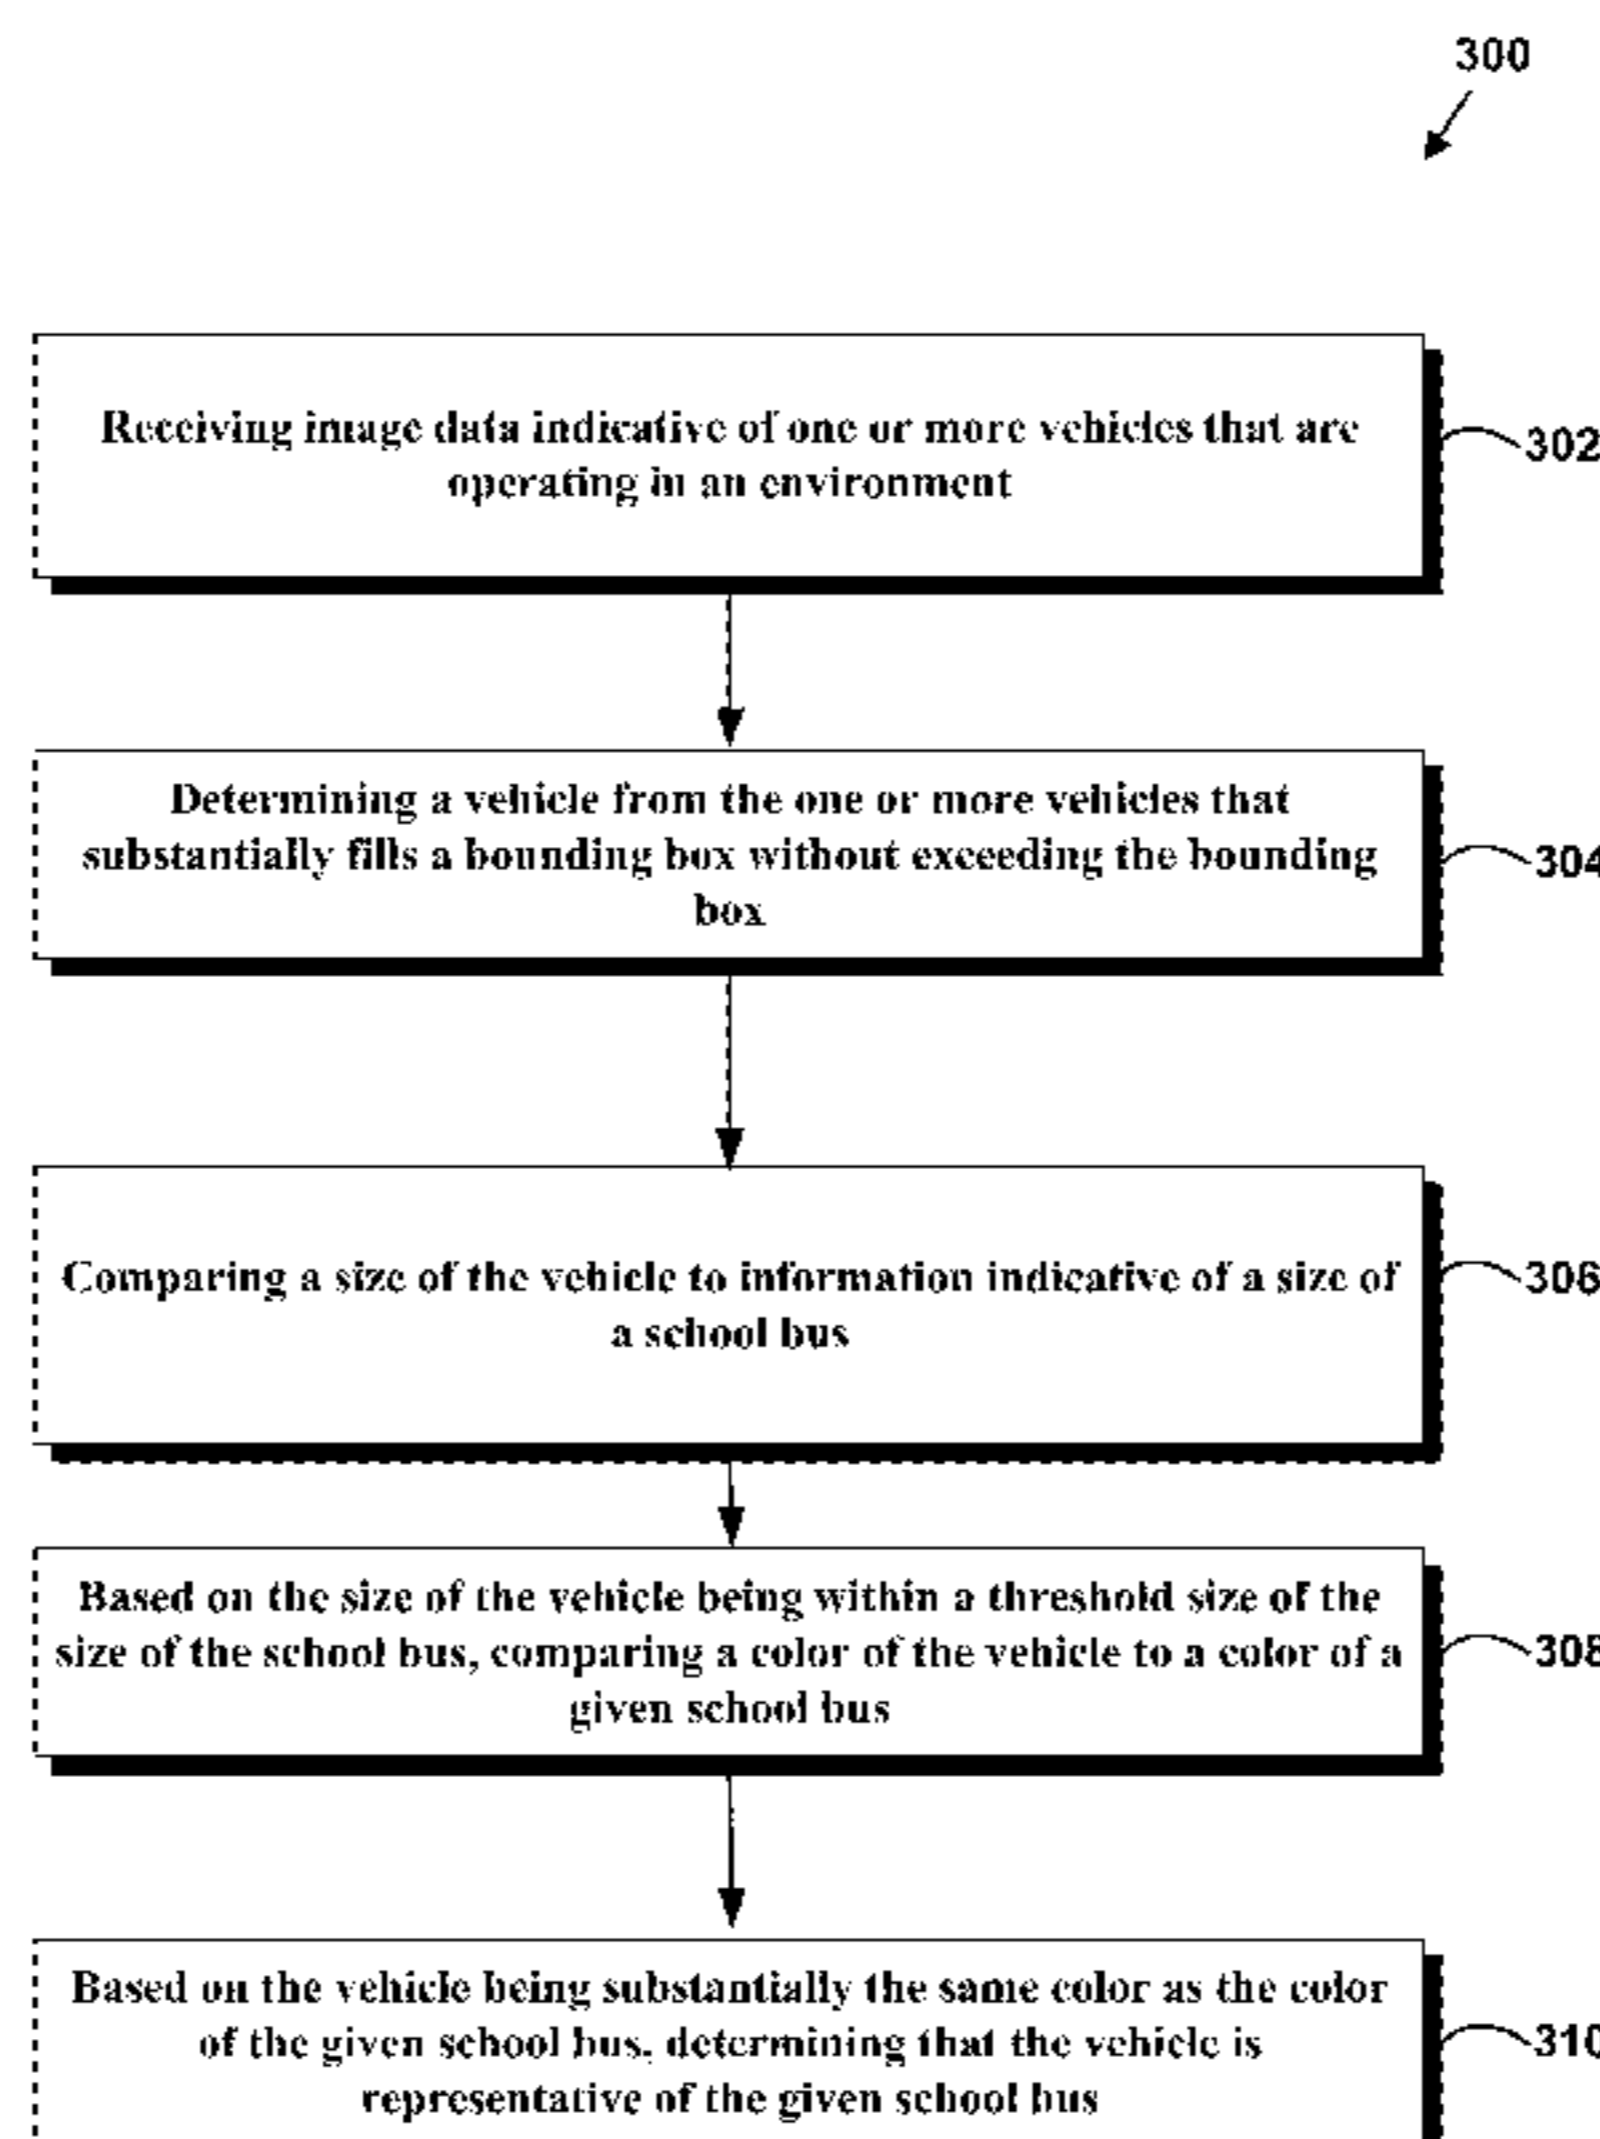 300
Receiving image data indicative of one or more vehicles that are
operating in an environment
302
Determining a vehicle from the one or more vehicles that
substantially fills a bounding box without exceeding the bounding
box
304
Comparing a size of the vehicle to information indicative of a size of
a school bus
306
Based on the size of the vehicle being within a threshold size of the
size of the school bus, comparing a color of the vehicle to a color of a
given school bus
308
Based on the vehicle being substantially the same color as the color
of the given school bus, determining that the vehicle is
representative of the given school bus
310